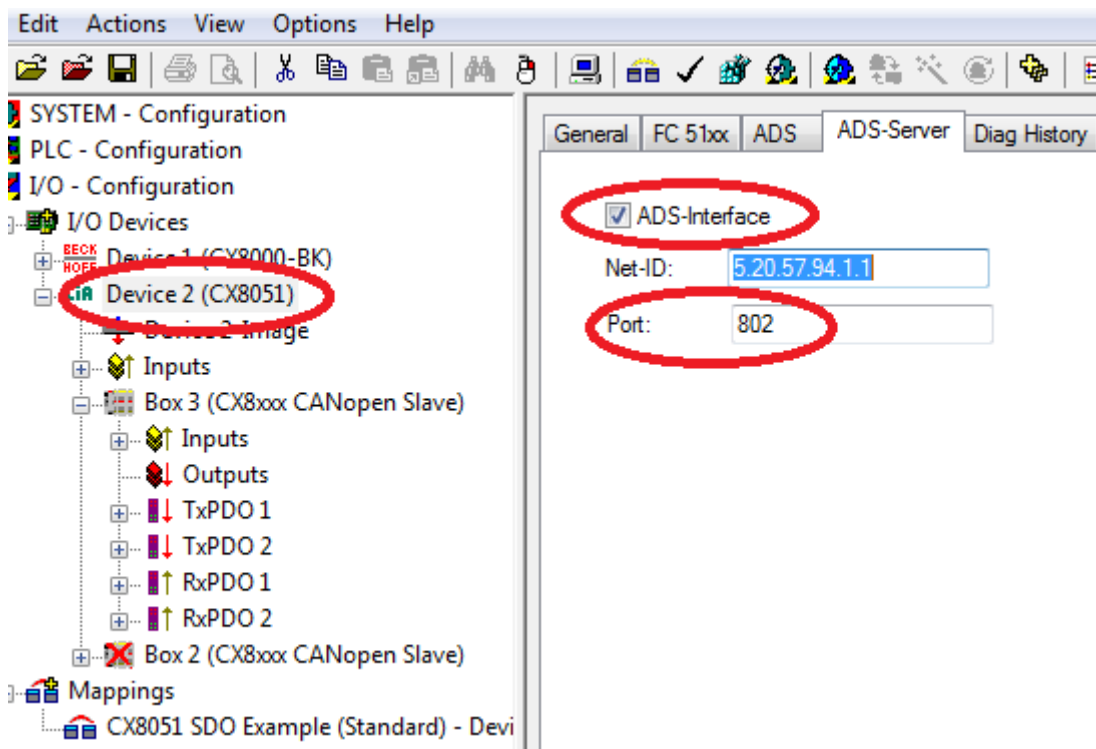 Edit Actions View Options Help
SYSTEM - Configuration
PLC - Configuration
I/O - Configuration
I/O Devices
BECK
HOFF
Device 1 (CX8000-BK)
CiA Device 2 (CX8051)
Device 2-Image
Inputs
Box 3 (CX8xxx CANopen Slave)
Inputs
Outputs
TxPDO 1
TxPDO 2
RxPDO 1
RxPDO 2
Box 2 (CX8xxx CANopen Slave)
Mappings
CX8051 SDO Example (Standard) - Devi
General FC 51xx ADS ADS-Server Diag History
ADS-Interface
Net-ID: 5.20.57.94.1.1
Port: 802